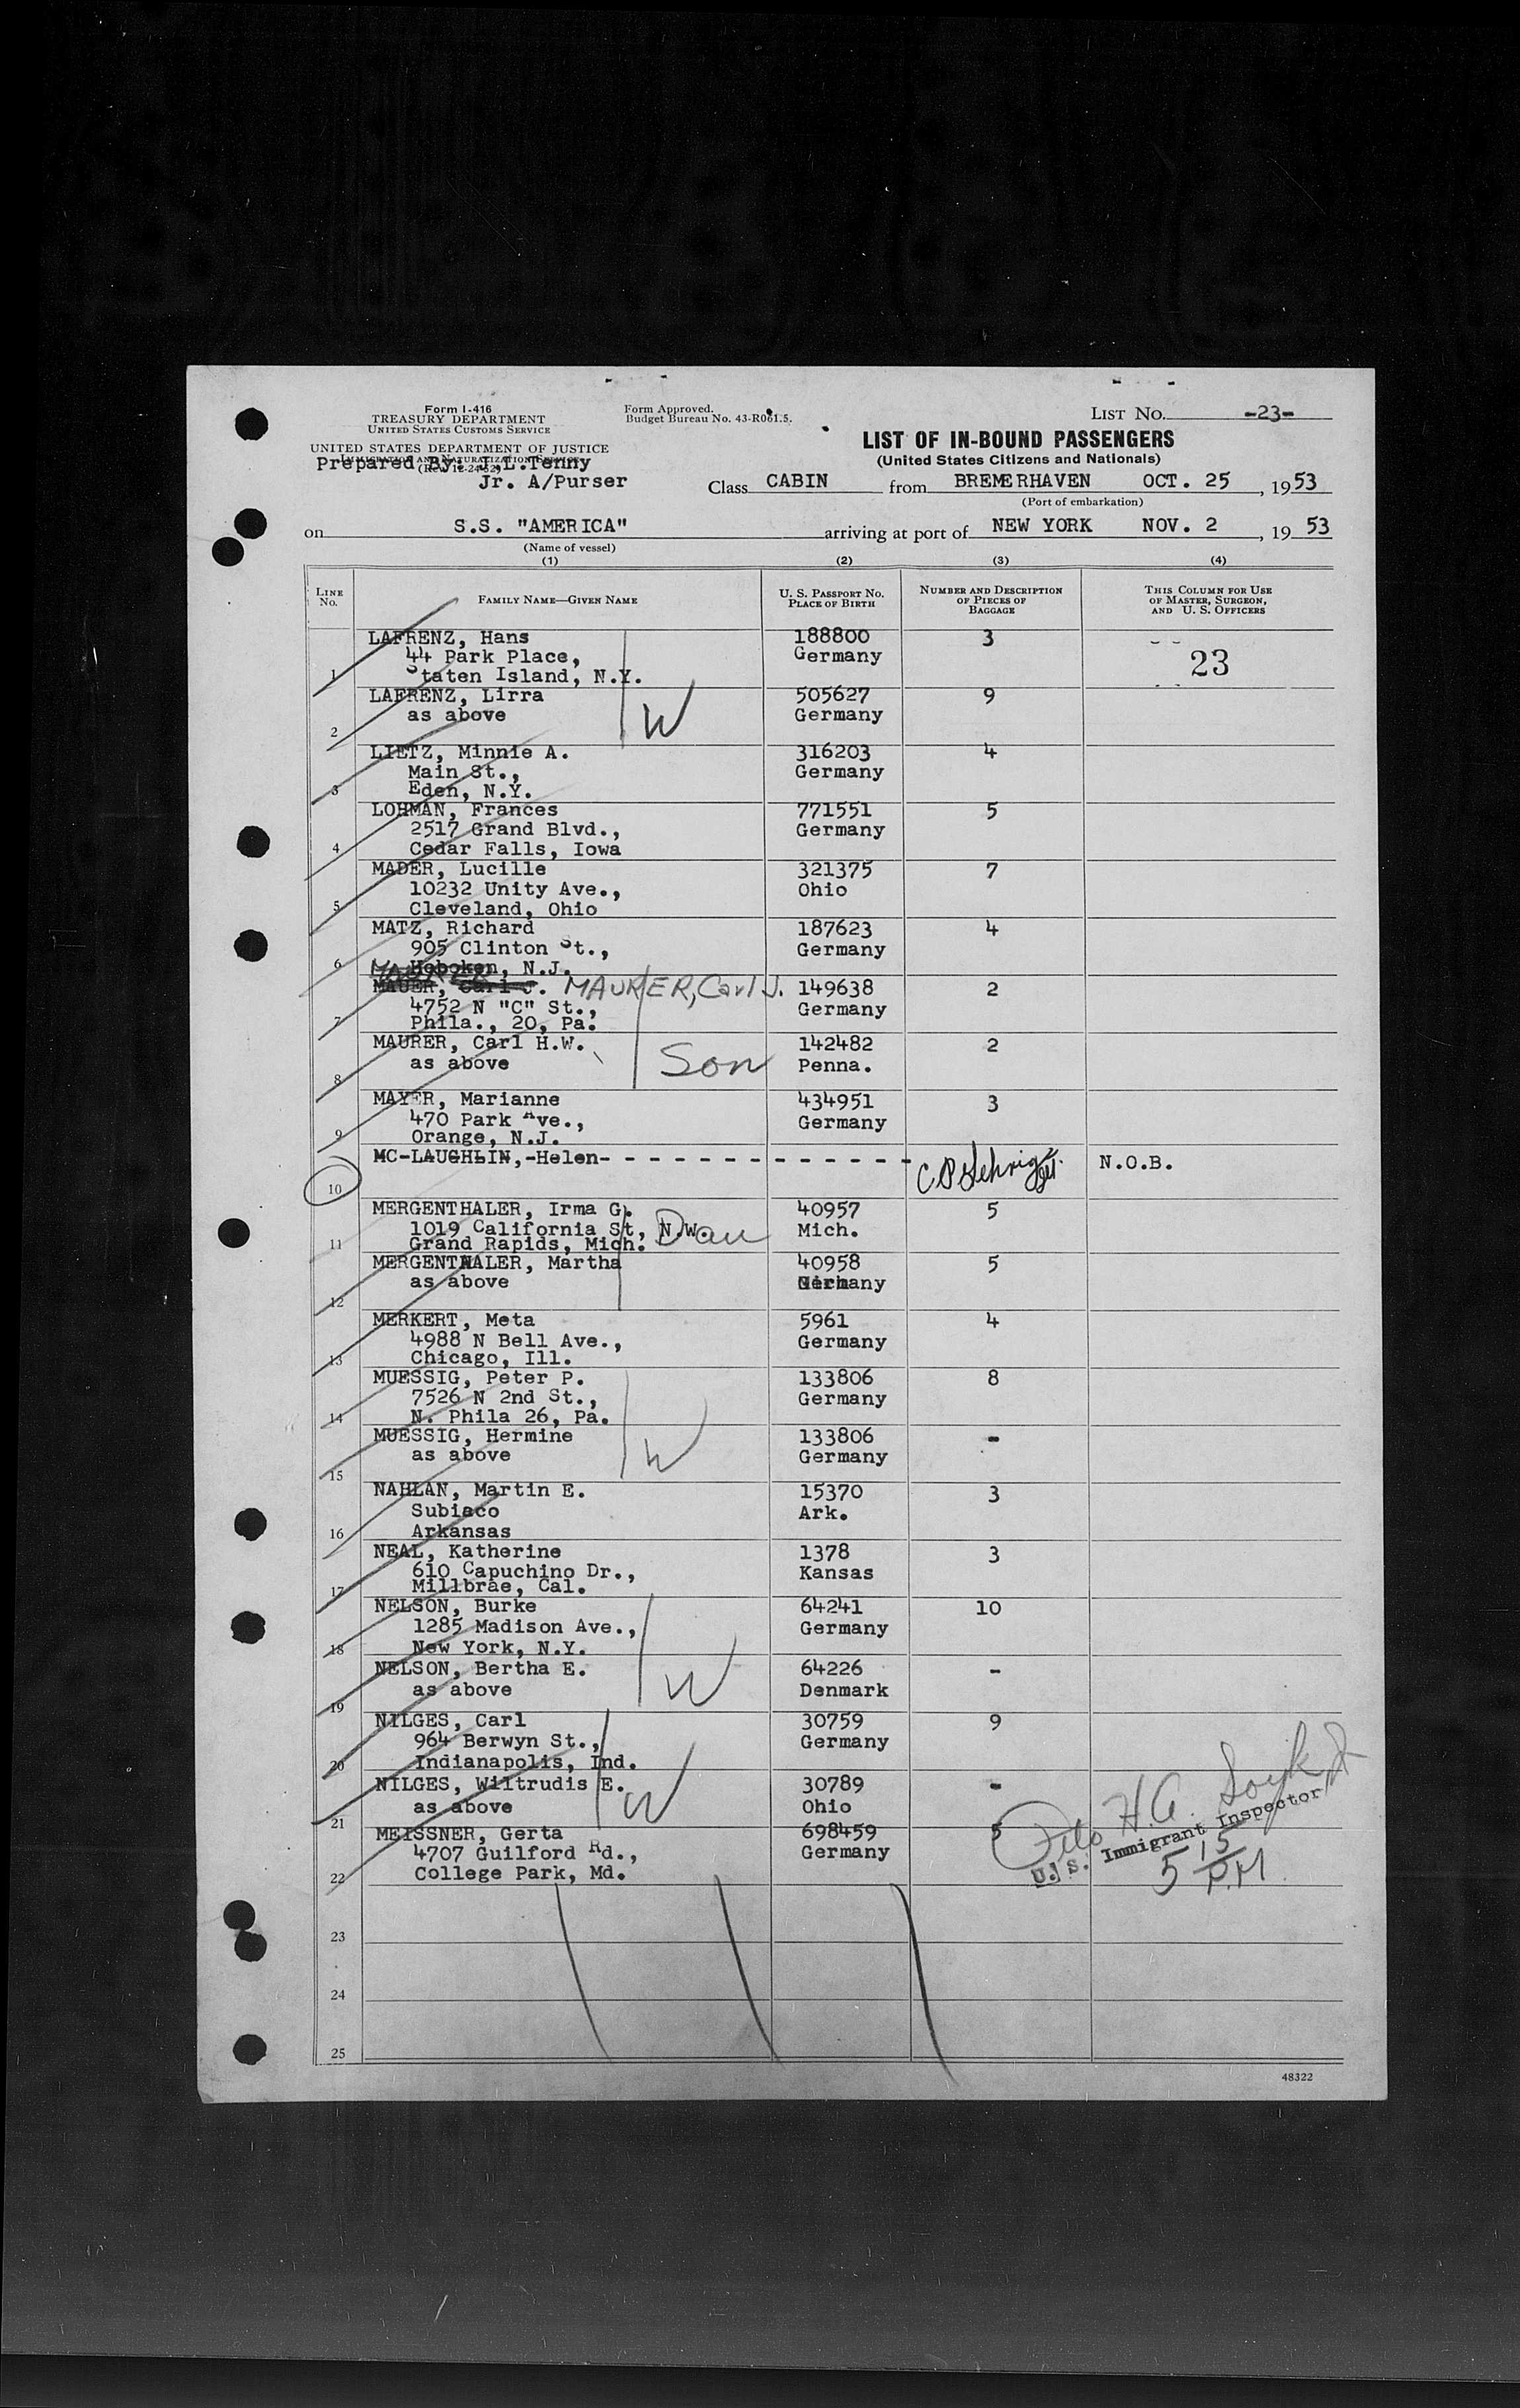 Form I-416
TREASURY DEPARTMENT
UNITED STATES CUSTOMS SERVICE
UNITED STATES DEPARTMENT OF JUSTICE
IMMIGRATION AND NATURALIZATION SERVICE
(Rev. 12-24-52)
Prepared By: L. Tenny
Jr. A/Purser
Form Approved.
Budget Bureau No. 43-R061.5.
LIST NO. -23-
LIST OF IN-BOUND PASSENGERS
(United States Citizens and Nationals)
Class CABIN from BREMERHAVEN OCT. 25, 1953
(Port of embarkation)
on S.S. "AMERICA" arriving at port of NEW YORK NOV. 2, 19 53
(Name of vessel)
(1) (2) (3) (4)
LINE NO. FAMILY NAME—GIVEN NAME U. S. PASSPORT NO. PLACE OF BIRTH NUMBER AND DESCRIPTION OF PIECES OF BAGGAGE THIS COLUMN FOR USE OF MASTER, SURGEON, AND U. S. OFFICERS
LAFRENZ, Hans 188800 3
44 Park Place, Germany 23
1 Staten Island, N.Y.
LAFRENZ, Lirra 505627 9
as above W Germany
2
LIETZ, Minnie A. 316203 4
Main St., Germany
3 Eden, N.Y.
LOHMAN, Frances 771551 5
2517 Grand Blvd., Germany
4 Cedar Falls, Iowa
MADER, Lucille 321375 7
10232 Unity Ave., Ohio
5 Cleveland, Ohio
MATZ, Richard 187623 4
905 Clinton St., Germany
6 Hoboken, N.J.
MAUER, Carl J. MAURER, Carl J. 149638 2
4752 N "C" St., Germany
7 Phila., 20, Pa.
MAURER, Carl H.W. 142482 2
as above Son Penna.
8
MAYER, Marianne 434951 3
470 Park Ave., Germany
9 Orange, N.J.
MC-LAUGHLIN,-Helen- - - - - - - - - - - - - - N.O.B.
10
MERGENTHALER, Irma G. 40957 5
1019 California St, N.W. Dau Mich.
11 Grand Rapids, Mich.
MERGENTHALER, Martha 40958 5
as above Germany
12
MERKERT, Meta 5961 4
4988 N Bell Ave., Germany
13 Chicago, Ill.
MUESSIG, Peter P. 133806 8
7526 N 2nd St., Germany
14 N. Phila 26, Pa.
MUESSIG, Hermine 133806 -
as above W Germany
15
NAHLAN, Martin E. 15370 3
Subiaco Ark.
16 Arkansas
NEAL, Katherine 1378 3
610 Capuchino Dr., Kansas
17 Millbrae, Cal.
NELSON, Burke 64241 10
1285 Madison Ave., Germany
18 New York, N.Y.
NELSON, Bertha E. 64226 -
as above W Denmark
19
NILGES, Carl 30759 9
964 Berwyn St., Germany
20 Indianapolis, Ind.
NILGES, Wiltrudis E. 30789 -
as above W Ohio
21
MEISSNER, Gerta 698459 5
4707 Guilford Rd., Germany
22 College Park, Md.
H.G.
U. S. Immigrant Inspector
5 15 P.M.
23
24
25
48322